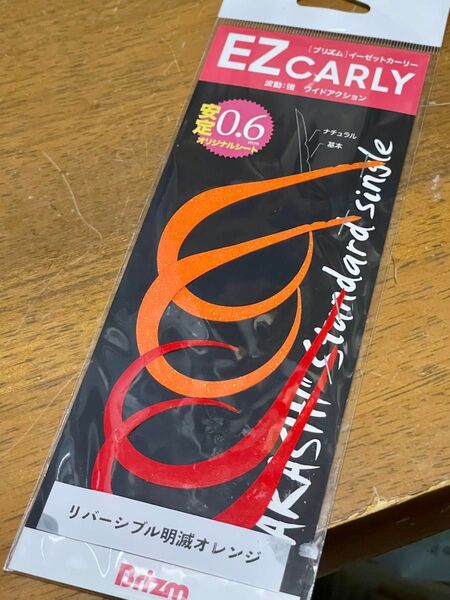 [プリズム]イーゼットカーリー
EZ CARLY
波動:強 ワイドアクション
安定
0.6
mm
オリジナルシート
ナチュラル
基本
AKASHI Standard single
リバーシブル明滅オレンジ
Brizm